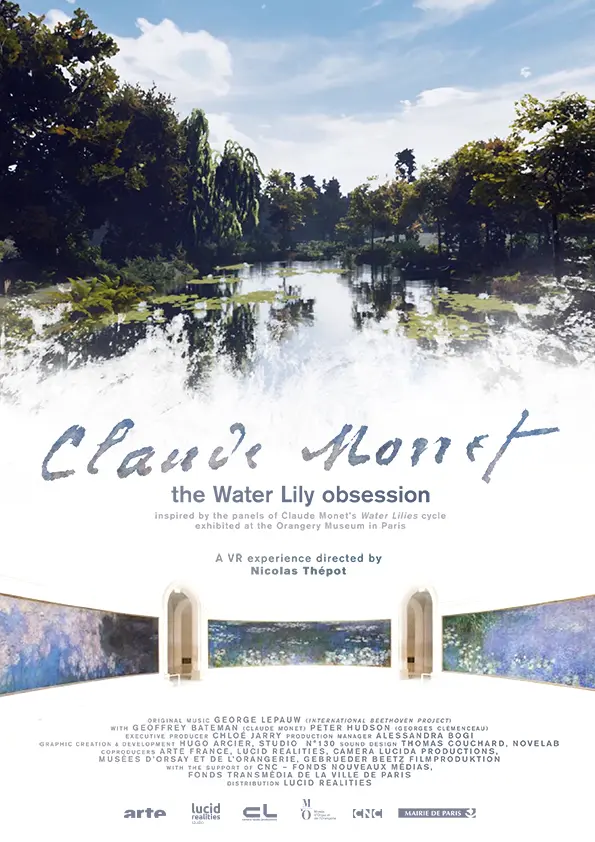 Claude Monet
the Water Lily obsession
inspired by the panels of Claude Monet's Water Lilies cycle
exhibited at the Orangery Museum in Paris
A VR experience directed by
Nicolas Thépot
ORIGINAL MUSIC GEORGE LEPAUW (INTERNATIONAL BEETHOVEN PROJECT)
WITH GEOFFREY BATEMAN (CLAUDE MONET) PETER HUDSON (GEORGES CLEMENCEAU)
EXECUTIVE PRODUCER CHLOÉ JARRY PRODUCTION MANAGER ALESSANDRA BOGI
GRAPHIC CREATION & DEVELOPMENT HUGO ARCIER, STUDIO N°130 SOUND DESIGN THOMAS COUCHARD, NOVELAB
COPRODUCERS ARTE FRANCE, LUCID REALITIES, CAMERA LUCIDA PRODUCTIONS,
MUSÉES D'ORSAY ET DE L'ORANGERIE, GEBRUEDER BEETZ FILMPRODUKTION
WITH THE SUPPORT OF CNC – FONDS NOUVEAUX MÉDIAS,
FONDS TRANSMÉDIA DE LA VILLE DE PARIS
DISTRIBUTION LUCID REALITIES
arte
lucid
realities
studio
CL
M
O
CNC
MAIRIE DE PARIS